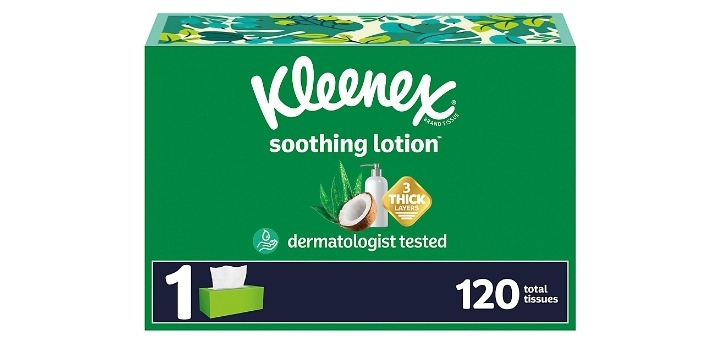 Kleenex®
BRAND TISSUE
soothing lotion™
3
THICK
LAYERS
dermatologist tested
1
120 total
tissues